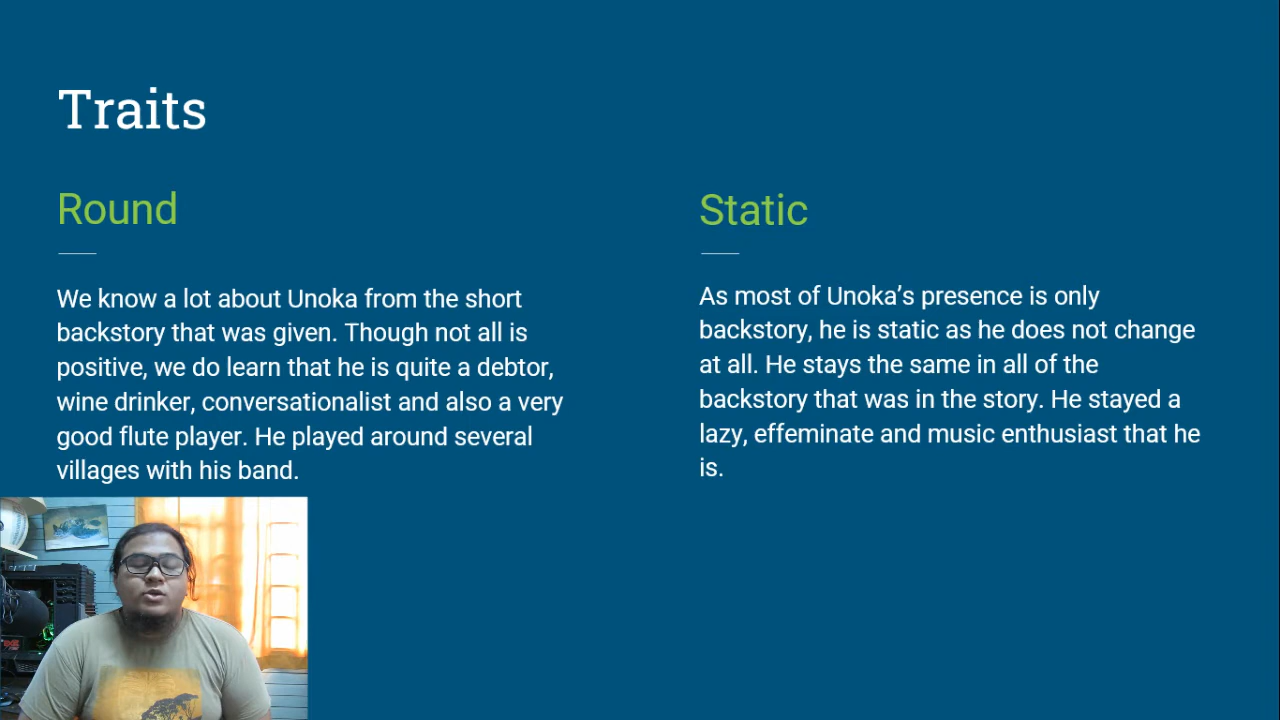 Traits
Round
We know a lot about Unoka from the short
backstory that was given. Though not all is
positive, we do learn that he is quite a debtor,
wine drinker, conversationalist and also a very
good flute player. He played around several
villages with his band.
Static
As most of Unoka’s presence is only
backstory, he is static as he does not change
at all. He stays the same in all of the
backstory that was in the story. He stayed a
lazy, effeminate and music enthusiast that he
is.